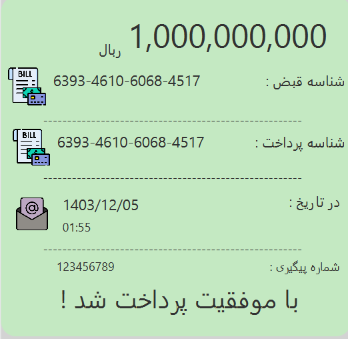 1,000,000,000 ریال
شناسه قبض : 6393-4610-6068-4517
BILL
شناسه پرداخت : 6393-4610-6068-4517
BILL
در تاریخ : 1403/12/05
01:55
شماره پیگیری : 123456789
با موفقیت پرداخت شد !